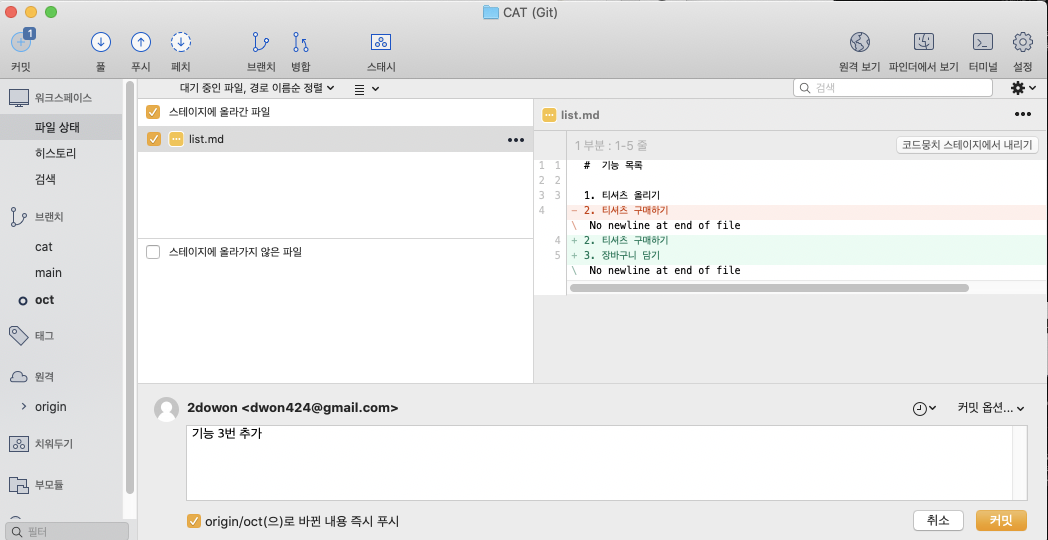 CAT (Git)
1
커밋 풀 푸시 페치 브랜치 병합 스태시 원격 보기 파인더에서 보기 터미널 설정
대기 중인 파일, 경로 이름순 정렬
검색
워크스페이스
파일 상태
히스토리
검색
브랜치
cat
main
oct
태그
원격
origin
치워두기
부모듈
필터
스테이지에 올라간 파일
list.md
스테이지에 올라가지 않은 파일
list.md
1 부분 : 1-5 줄
코드뭉치 스테이지에서 내리기
1 1 # 기능 목록
2 2
3 3 1. 티셔츠 올리기
4 - 2. 티셔츠 구매하기
\ No newline at end of file
4 + 2. 티셔츠 구매하기
5 + 3. 장바구니 담기
\ No newline at end of file
2dowon <dwon424@gmail.com>
커밋 옵션...
기능 3번 추가
origin/oct(으)로 바뀐 내용 즉시 푸시
취소
커밋